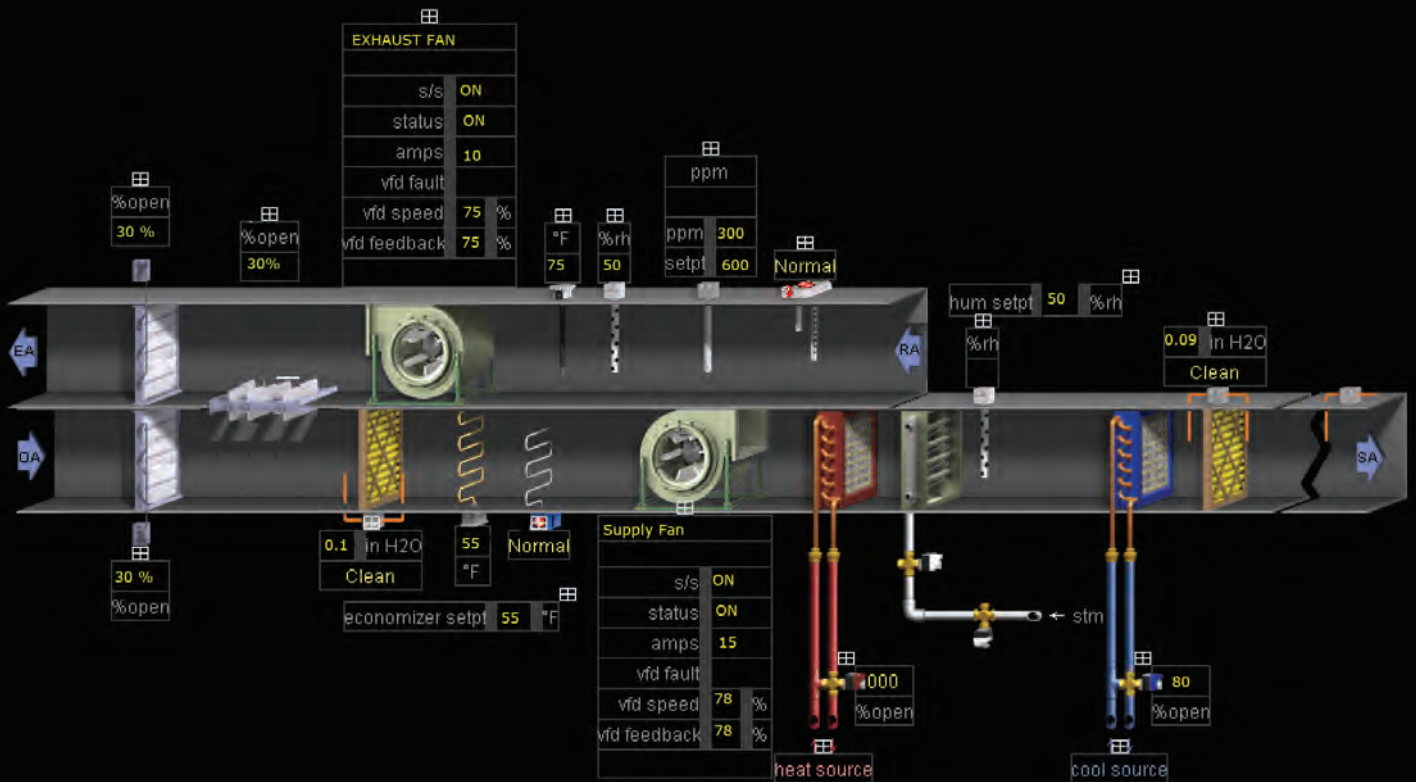 EXHAUST FAN
s/s ON
status ON
amps 10
vfd fault
vfd speed 75 %
vfd feedback 75 %
%open
30 %
%open
30%
°F
75
%rh
50
ppm
ppm 300
setpt 600
Normal
hum setpt 50 %rh
%rh
0.09 in H2O
Clean
EA
RA
OA
SA
30 %
%open
0.1 in H2O
Clean
55
°F
Normal
economizer setpt 55 °F
Supply Fan
s/s ON
status ON
amps 15
vfd fault
vfd speed 78 %
vfd feedback 78 %
← stm
000
%open
80
%open
heat source
cool source